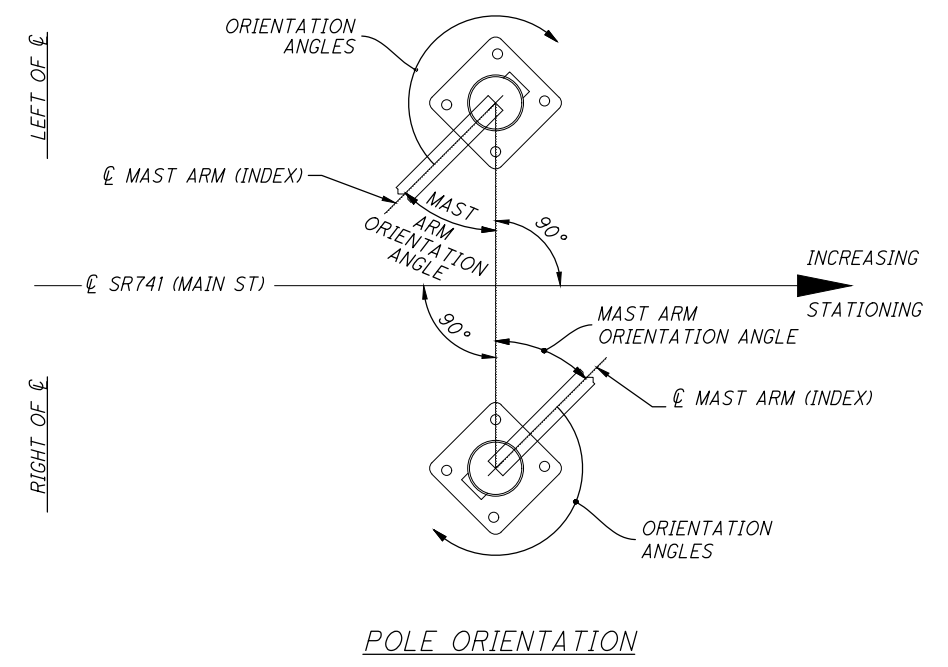 ORIENTATION
ANGLES
LEFT OF ℄
℄ MAST ARM (INDEX)
MAST
ARM
ORIENTATION
ANGLE
90°
INCREASING
℄ SR741 (MAIN ST)
STATIONING
90°
MAST ARM
ORIENTATION ANGLE
℄ MAST ARM (INDEX)
RIGHT OF ℄
ORIENTATION
ANGLES
POLE ORIENTATION